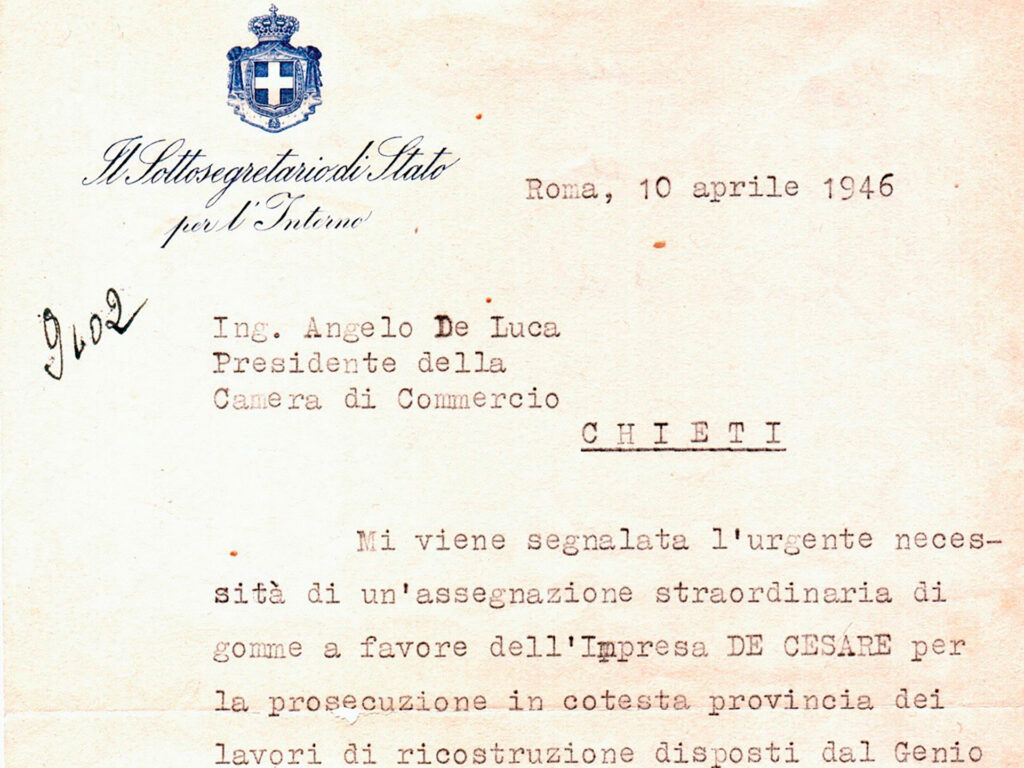 Il Sottosegretario di Stato
per l'Interno
Roma, 10 aprile 1946
9102
Ing. Angelo De Luca
Presidente della
Camera di Commercio
CHIETI
Mi viene segnalata l'urgente neces-
sità di un'assegnazione straordinaria di
gomme a favore dell'Impresa DE CESARE per
la prosecuzione in cotesta provincia dei
lavori di ricostruzione disposti dal Genio